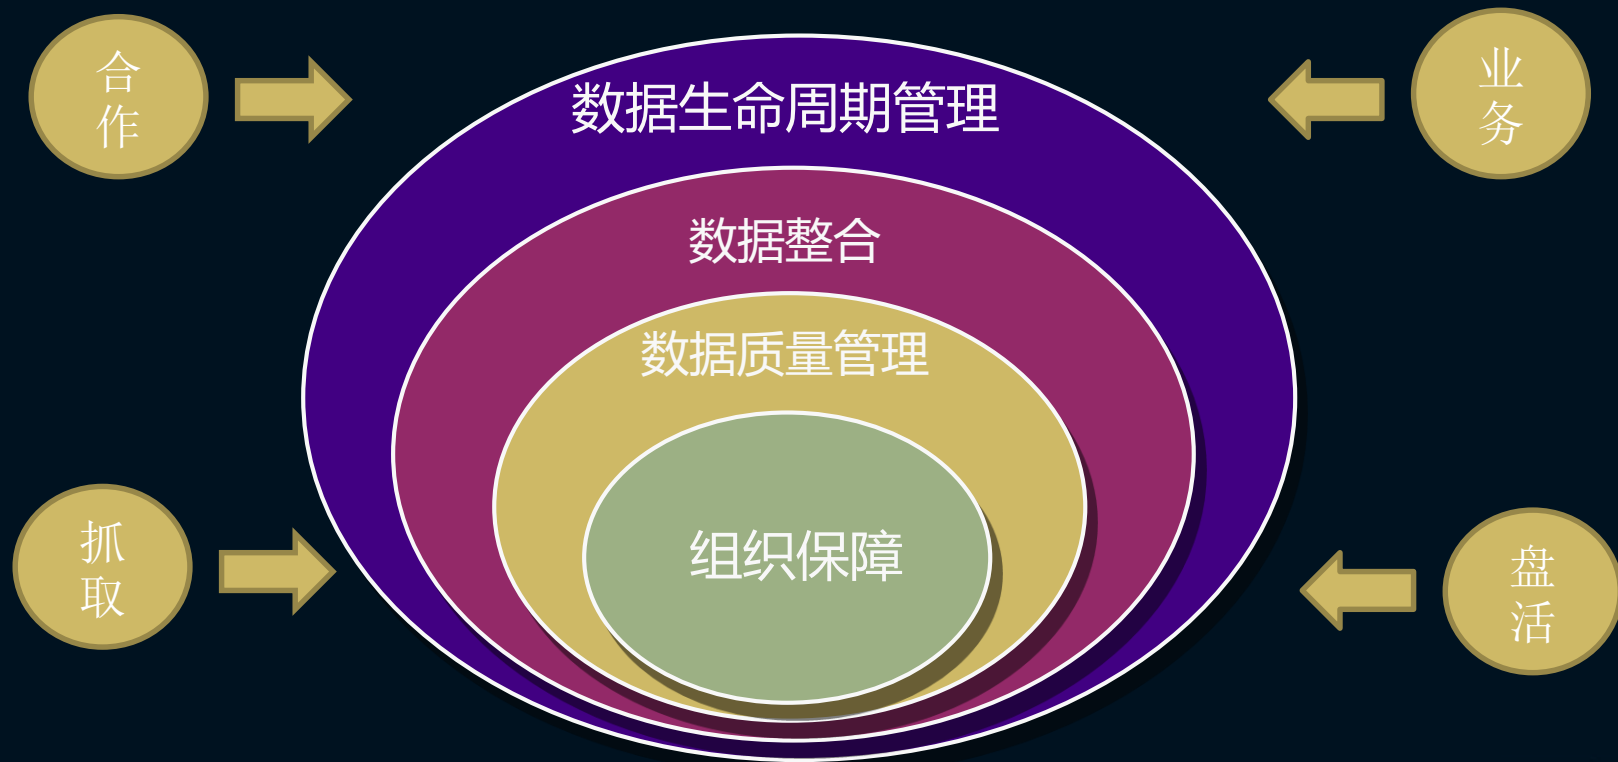 合
作
业
务
数据生命周期管理
数据整合
数据质量管理
组织保障
抓
取
盘
活